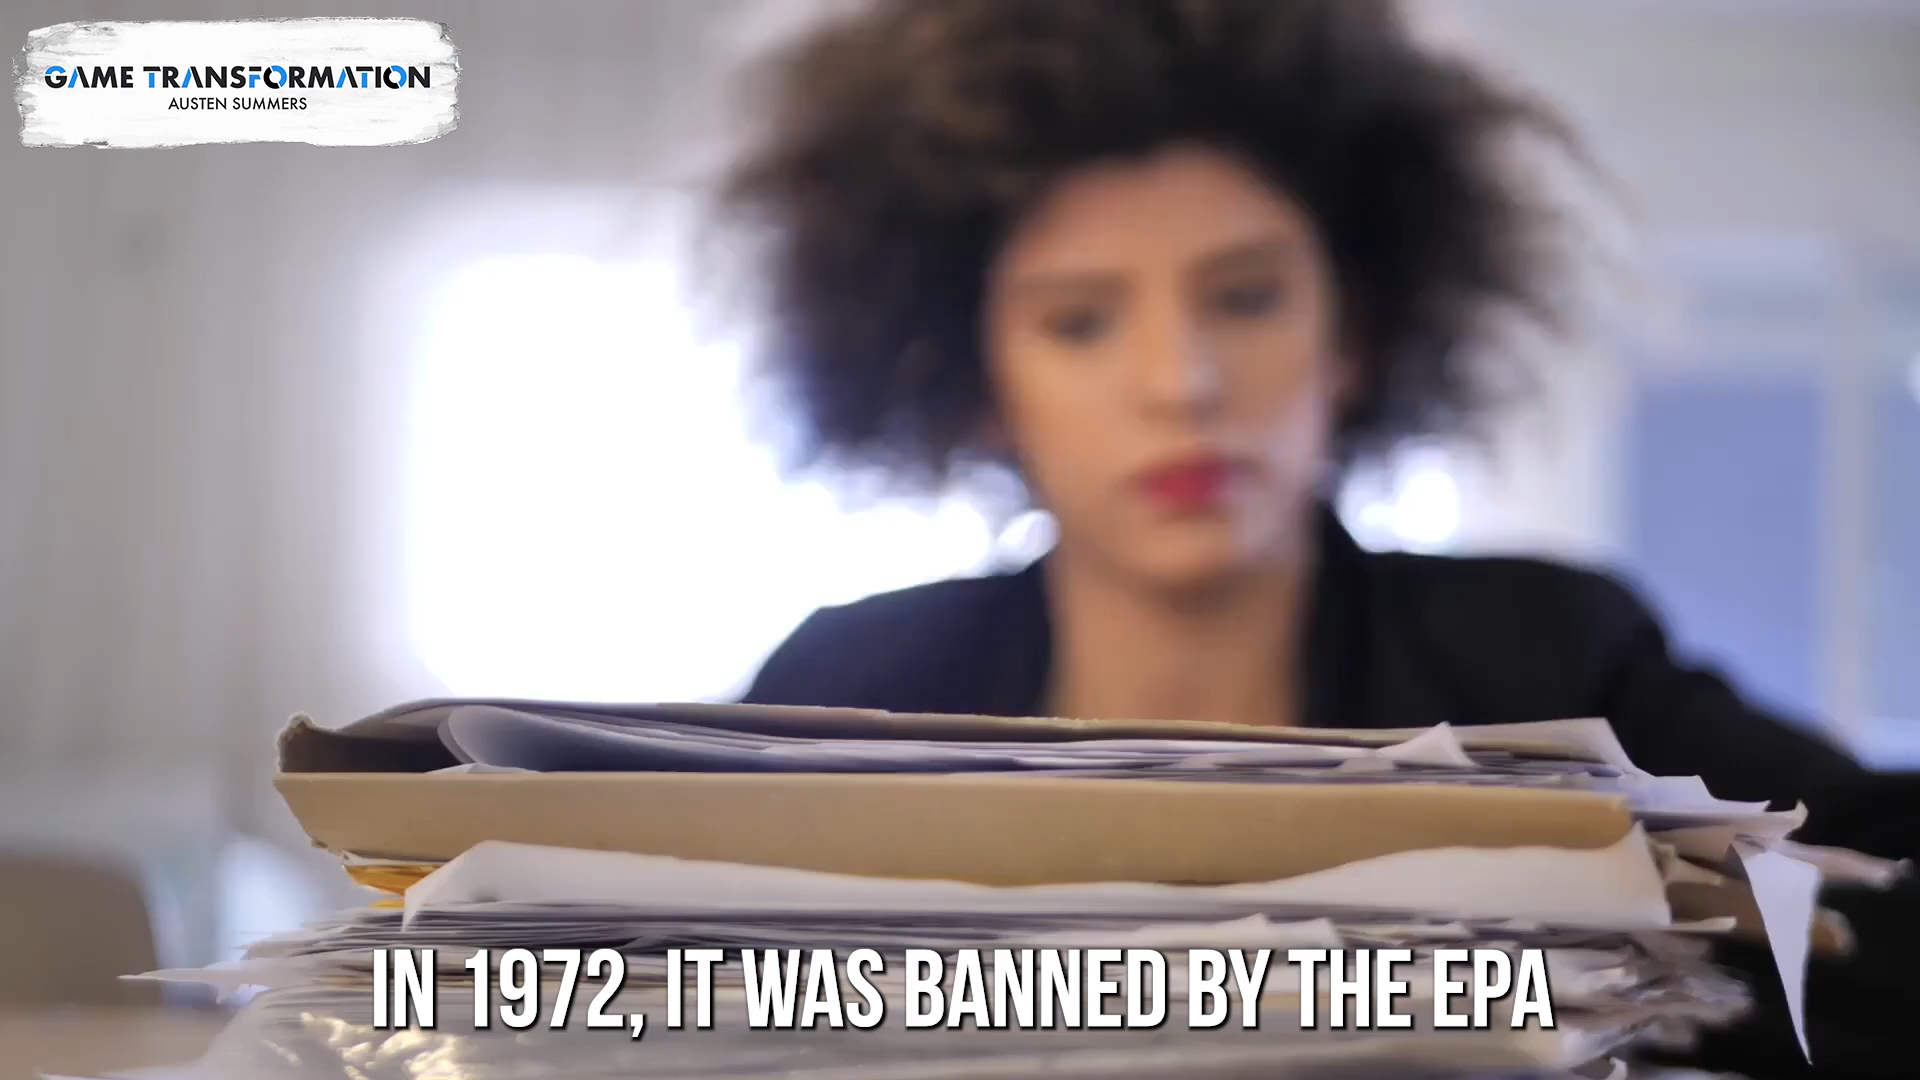 GAME TRANSFORMATION
AUSTEN SUMMERS
IN 1972, IT WAS BANNED BY THE EPA